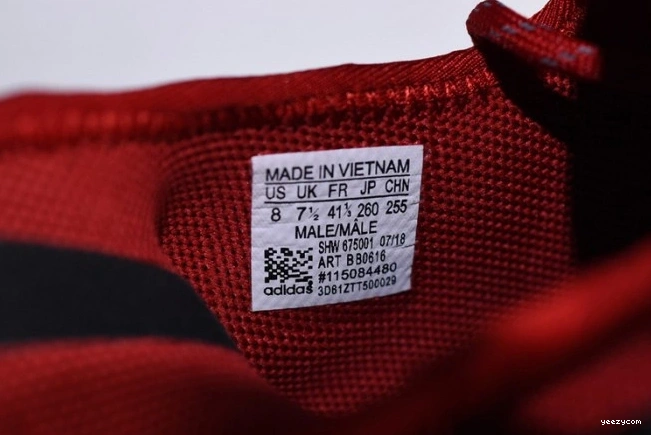 MADE IN VIETNAM
US UK FR JP CHN
8 7½ 41⅓ 260 255
MALE/MÂLE
SHW 675001 07/18
ART BB0616
#115084480
adidas 3D61ZTT500029
yeezycom